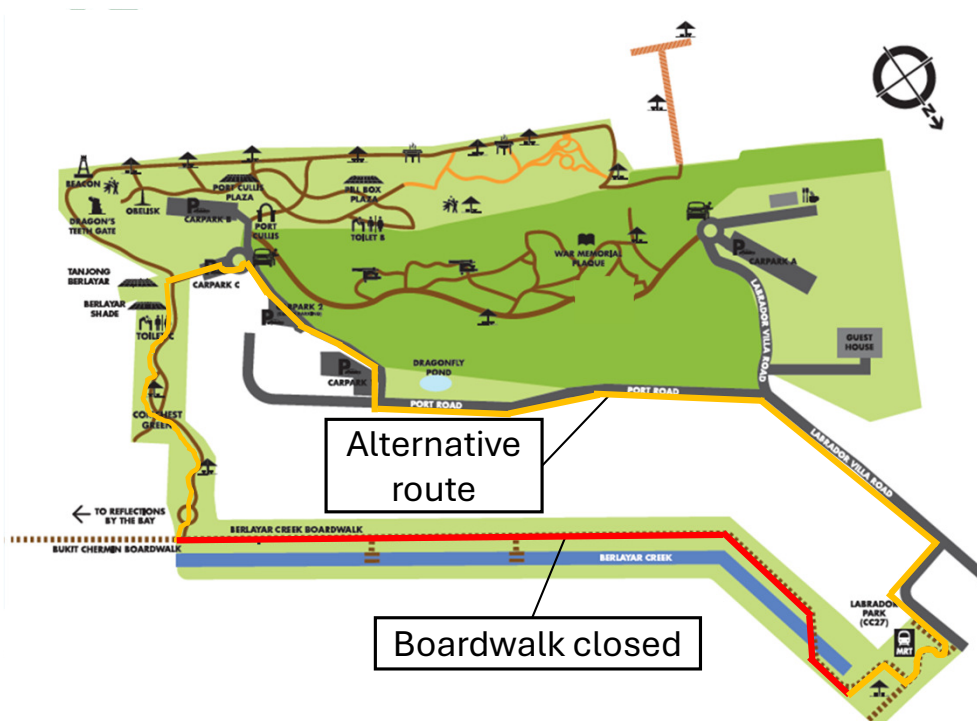 N
BEACON
DRAGON'S
TEETH GATE
OBELISK
PORT CULLIS
PLAZA
CARPARK B
PORT
CULLIS
PILL BOX
PLAZA
TOILET B
WAR MEMORIAL
PLAQUE
CARPARK A
TANJONG
BERLAYAR
CARPARK C
BERLAYAR
SHADE
TOILET C
CARPARK 2
CARPARK
DRAGONFLY
POND
PORT ROAD
PORT ROAD
LABRADOR VILLA ROAD
GUEST
HOUSE
GREEN
Alternative
route
LABRADOR VILLA ROAD
TO REFLECTIONS
BY THE BAY
BERLAYAR CREEK BOARDWALK
BUKIT CHERMIN BOARDWALK
BERLAYAR CREEK
Boardwalk closed
LABRADOR
PARK
(CC27)
MRT